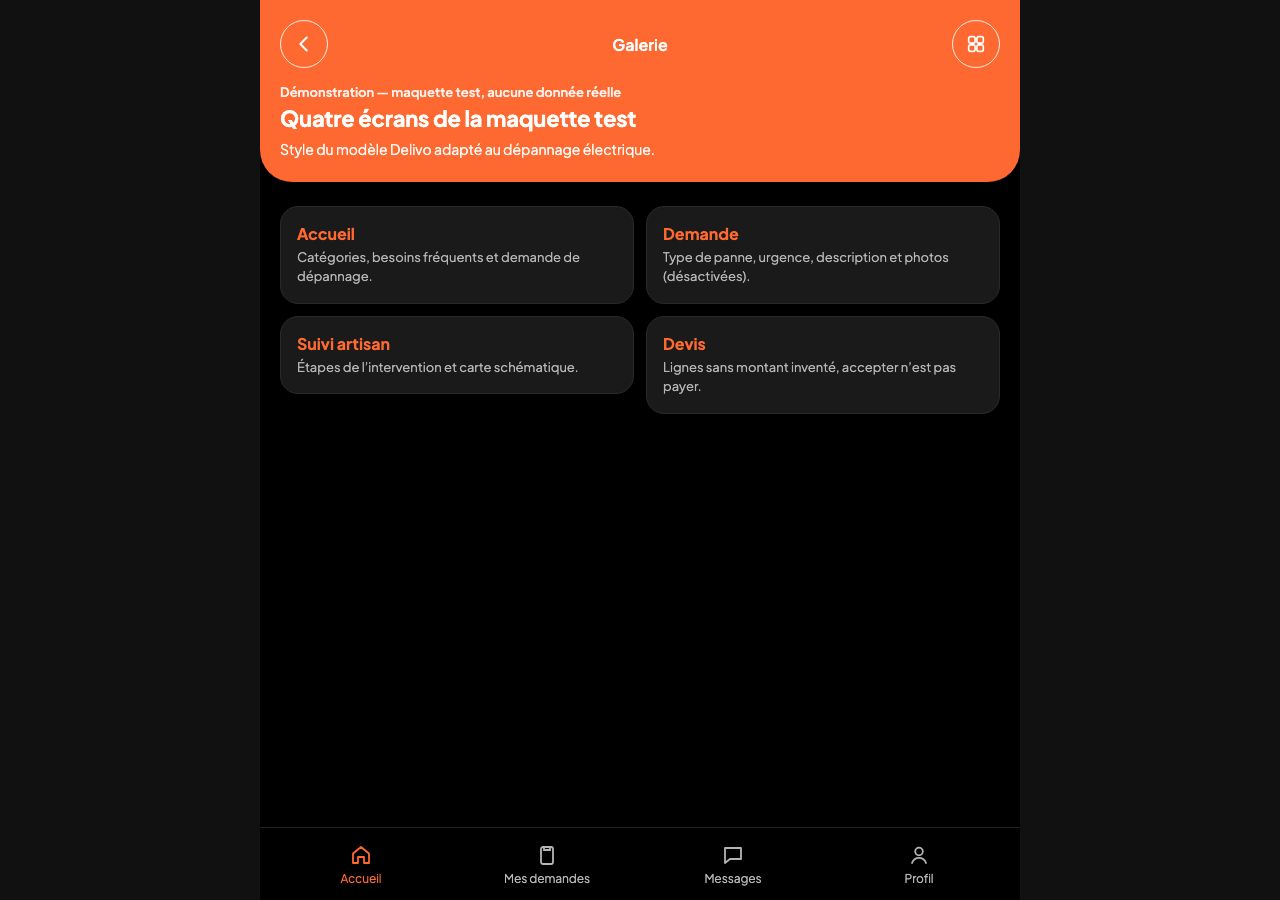 Galerie
Démonstration — maquette test, aucune donnée réelle
Quatre écrans de la maquette test
Style du modèle Delivo adapté au dépannage électrique.
Accueil
Catégories, besoins fréquents et demande de
dépannage.
Demande
Type de panne, urgence, description et photos
(désactivées).
Suivi artisan
Étapes de l’intervention et carte schématique.
Devis
Lignes sans montant inventé, accepter n’est pas
payer.
Accueil
Mes demandes
Messages
Profil